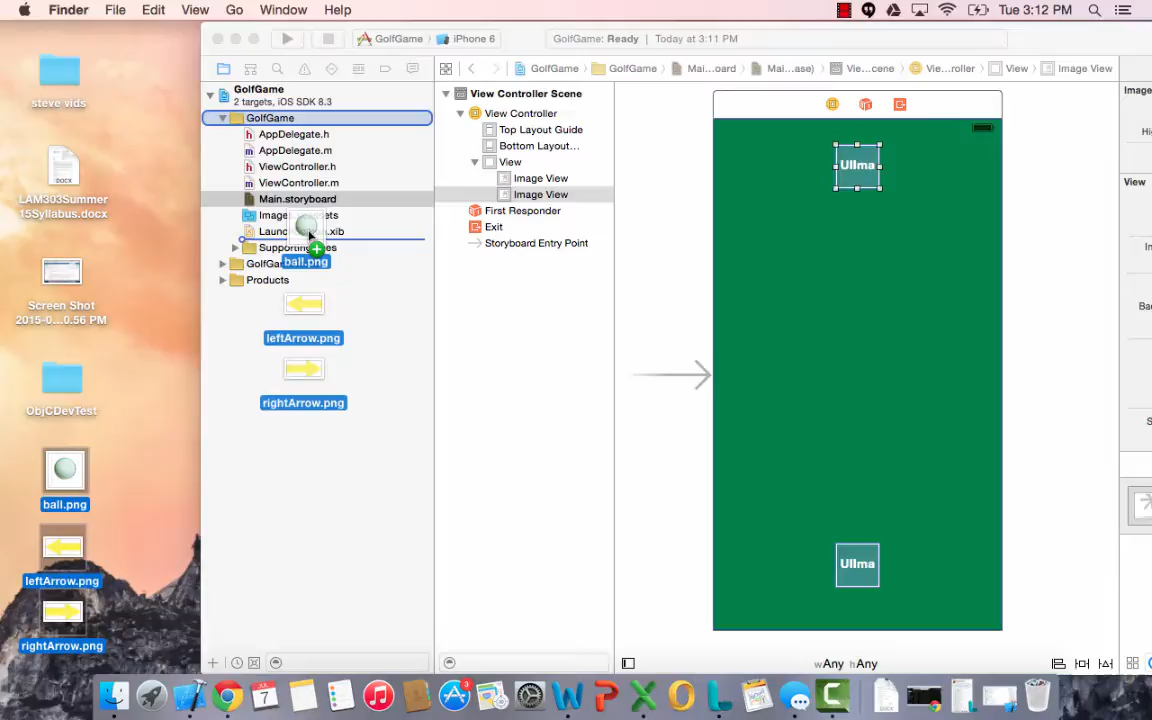 Finder File Edit View Go Window Help
3
Tue 3:12 PM
GolfGame iPhone 6
GolfGame: Ready | Today at 3:11 PM
GolfGame GolfGame Mai...oard Mai...ase) Vie...cene Vie...roller View Image View
steve vids
LAM303Summer
15Syllabus.docx
Screen Shot
2015-0...0.56 PM
ObjCDevTest
ball.png
leftArrow.png
rightArrow.png
GolfGame
2 targets, iOS SDK 8.3
GolfGame
AppDelegate.h
AppDelegate.m
ViewController.h
ViewController.m
Main.storyboard
.xib
ball.png
Products
leftArrow.png
rightArrow.png
View Controller Scene
View Controller
Top Layout Guide
Bottom Layout...
View
Image View
Image View
First Responder
Exit
Storyboard Entry Point
UIIma
UIIma
wAny hAny
Image
View
DOCX